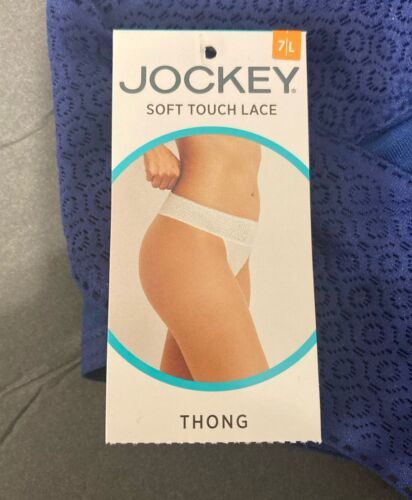 7|L
JOCKEY®
SOFT TOUCH LACE
THONG